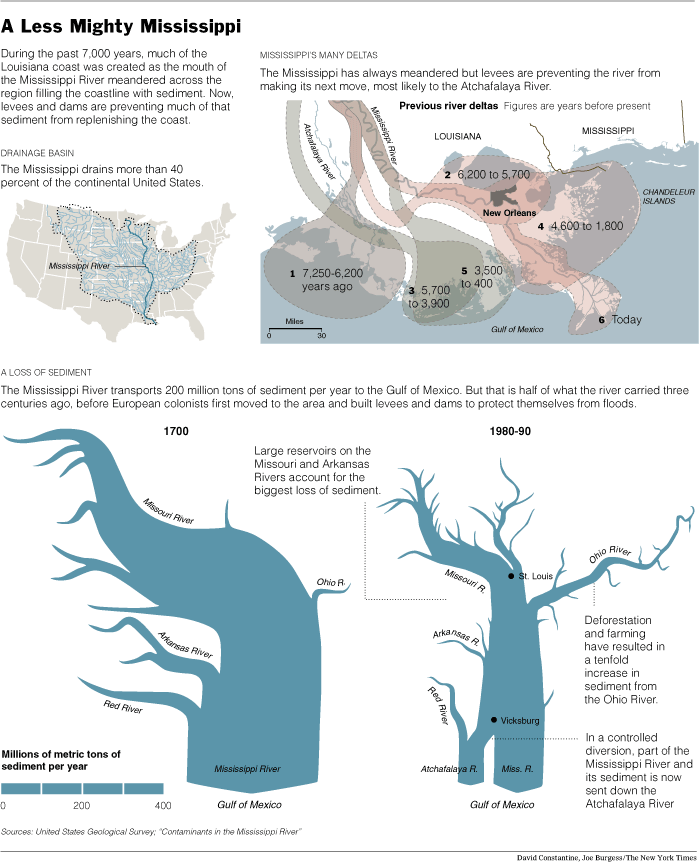 A Less Mighty Mississippi
During the past 7,000 years, much of the
Louisiana coast was created as the mouth of
the Mississippi River meandered across the
region filling the coastline with sediment. Now,
levees and dams are preventing much of that
sediment from replenishing the coast.
DRAINAGE BASIN
The Mississippi drains more than 40
percent of the continental United States.
Mississippi River
MISSISSIPPI'S MANY DELTAS
The Mississippi has always meandered but levees are preventing the river from
making its next move, most likely to the Atchafalaya River.
Previous river deltas Figures are years before present
Atchafalaya River
Mississippi River
LOUISIANA
MISSISSIPPI
2 6,200 to 5,700
CHANDELEUR
ISLANDS
New Orleans
4 4,600 to 1,800
1 7,250-6,200
years ago
5 3,500
to 400
3 5,700
to 3,900
6 Today
Miles
0 30
Gulf of Mexico
A LOSS OF SEDIMENT
The Mississippi River transports 200 million tons of sediment per year to the Gulf of Mexico. But that is half of what the river carried three
centuries ago, before European colonists first moved to the area and built levees and dams to protect themselves from floods.
1700
Missouri River
Ohio R.
Arkansas River
Red River
Mississippi River
Gulf of Mexico
Millions of metric tons of
sediment per year
0 200 400
Large reservoirs on the
Missouri and Arkansas
Rivers account for the
biggest loss of sediment.
1980-90
Ohio River
St. Louis
Missouri R.
Arkansas R.
Red River
Vicksburg
Atchafalaya R.
Miss. R.
Gulf of Mexico
Deforestation
and farming
have resulted in
a tenfold
increase in
sediment from
the Ohio River.
In a controlled
diversion, part of the
Mississippi River and
its sediment is now
sent down the
Atchafalaya River
Sources: United States Geological Survey; "Contaminants in the Mississippi River"
David Constantine, Joe Burgess/The New York Times